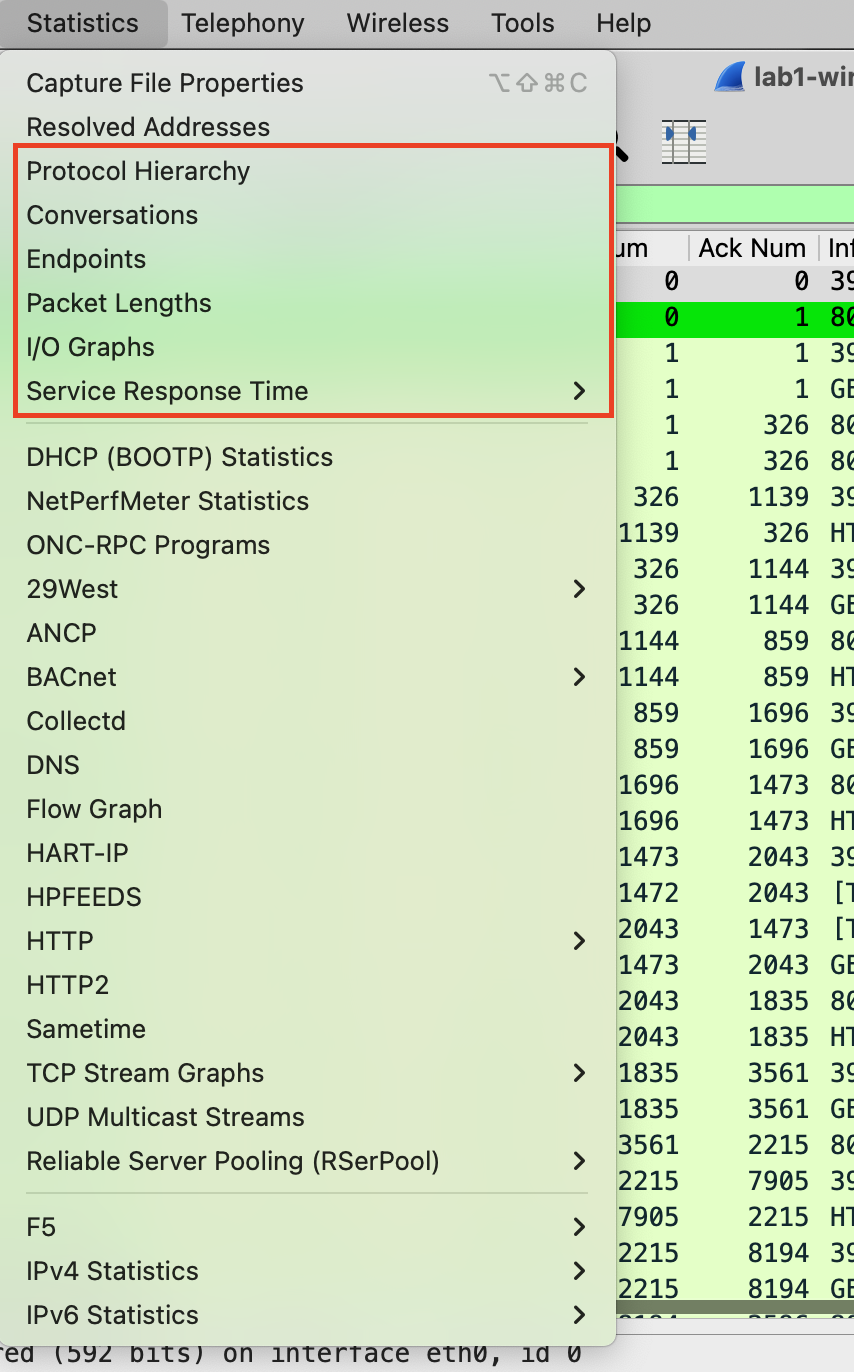 Statistics Telephony Wireless Tools Help
Capture File Properties ⌥⇧⌘C
lab1-wir
Resolved Addresses
Protocol Hierarchy
Conversations
Endpoints
Packet Lengths
I/O Graphs
Service Response Time
DHCP (BOOTP) Statistics
NetPerfMeter Statistics
ONC-RPC Programs
29West
ANCP
BACnet
Collectd
DNS
Flow Graph
HART-IP
HPFEEDS
HTTP
HTTP2
Sametime
TCP Stream Graphs
UDP Multicast Streams
Reliable Server Pooling (RSerPool)
F5
IPv4 Statistics
IPv6 Statistics
um Ack Num Inf
0 0 39
0 1 80
1 1 39
1 1 GE
1 326 80
1 326 80
326 1139 39
1139 326 HT
326 1144 39
326 1144 GE
1144 859 80
1144 859 HT
859 1696 39
859 1696 GE
1696 1473 80
1696 1473 HT
1473 2043 39
1472 2043 [T
2043 1473 [T
1473 2043 GE
2043 1835 80
2043 1835 HT
1835 3561 39
1835 3561 GE
3561 2215 80
2215 7905 39
7905 2215 HT
2215 8194 39
2215 8194 GE
red (592 bits) on interface eth0, id 0